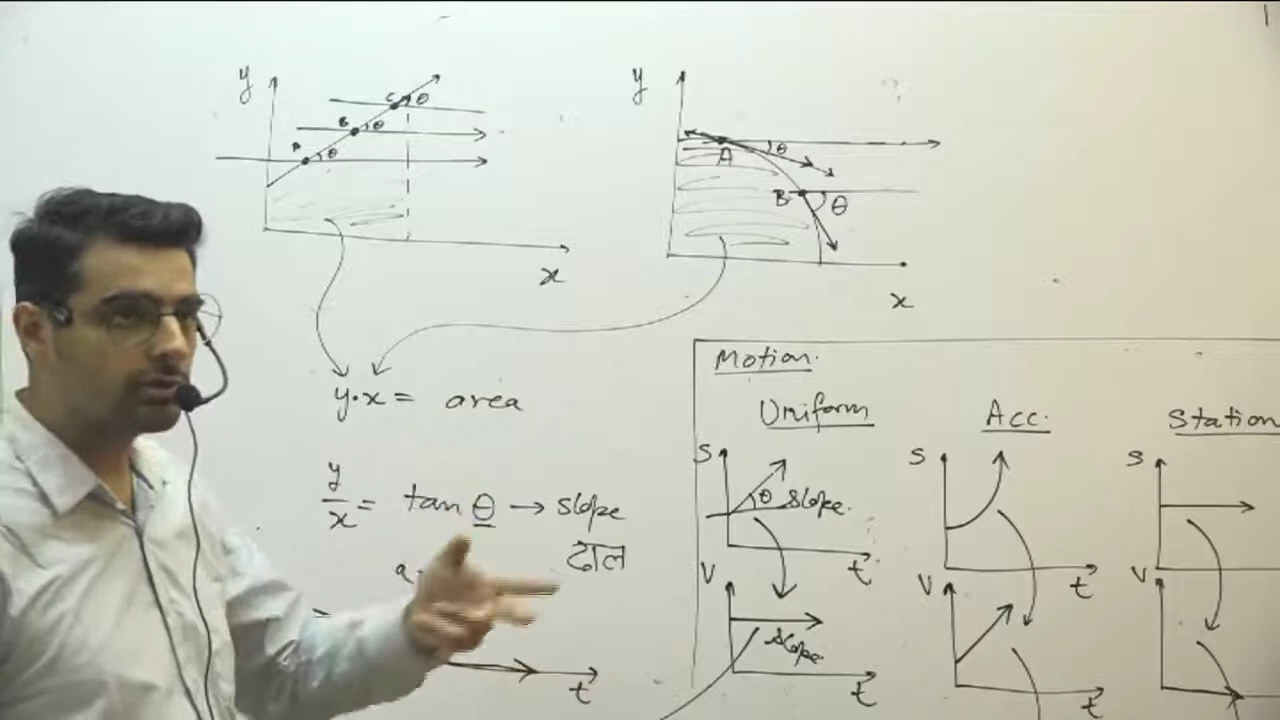 y
C θ
B θ
A θ
x
y
A θ
B θ
x
y·x = area
y/x = tan θ → slope
ढाल
a
t
Motion.
Uniform Acc. Station
S θ slope.
t
S
t
S
V slope
t
V
t
V